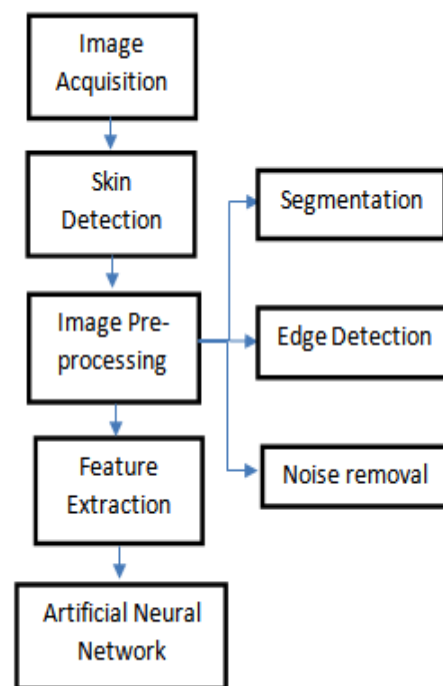 Image
Acquisition
Skin
Detection
Segmentation
Image Pre-
processing
Edge Detection
Feature
Extraction
Noise removal
Artificial Neural
Network